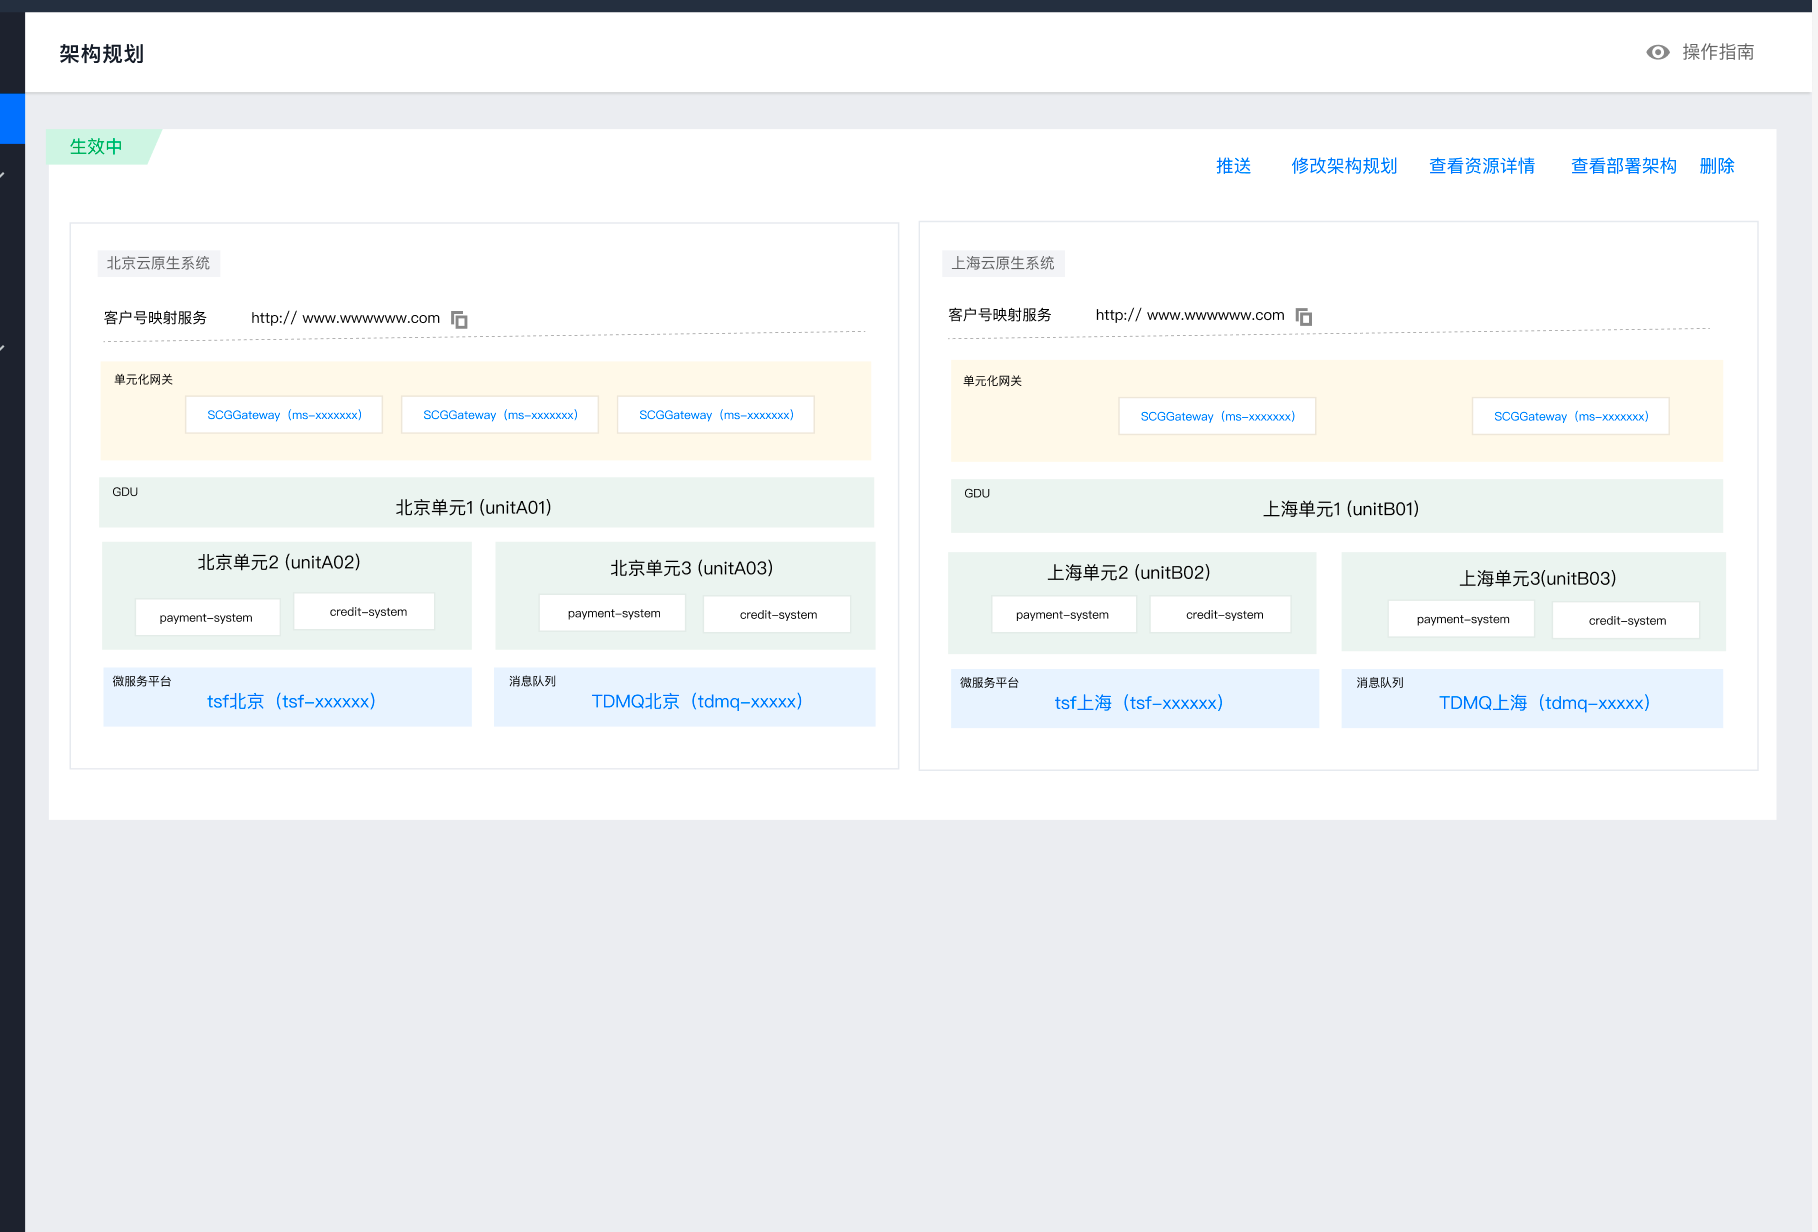 架构规划
操作指南
生效中
推送 修改架构规划 查看资源详情 查看部署架构 删除
北京云原生系统
客户号映射服务 http:// www.wwwwww.com
单元化网关
SCGGateway（ms-xxxxxxx） SCGGateway（ms-xxxxxxx） SCGGateway（ms-xxxxxxx）
GDU
北京单元1 (unitA01)
北京单元2 (unitA02)
payment-system credit-system
北京单元3 (unitA03)
payment-system credit-system
微服务平台
tsf北京（tsf-xxxxxx）
消息队列
TDMQ北京（tdmq-xxxxx）
上海云原生系统
客户号映射服务 http:// www.wwwwww.com
单元化网关
SCGGateway（ms-xxxxxxx） SCGGateway（ms-xxxxxxx）
GDU
上海单元1 (unitB01)
上海单元2 (unitB02)
payment-system credit-system
上海单元3(unitB03)
payment-system credit-system
微服务平台
tsf上海（tsf-xxxxxx）
消息队列
TDMQ上海（tdmq-xxxxx）